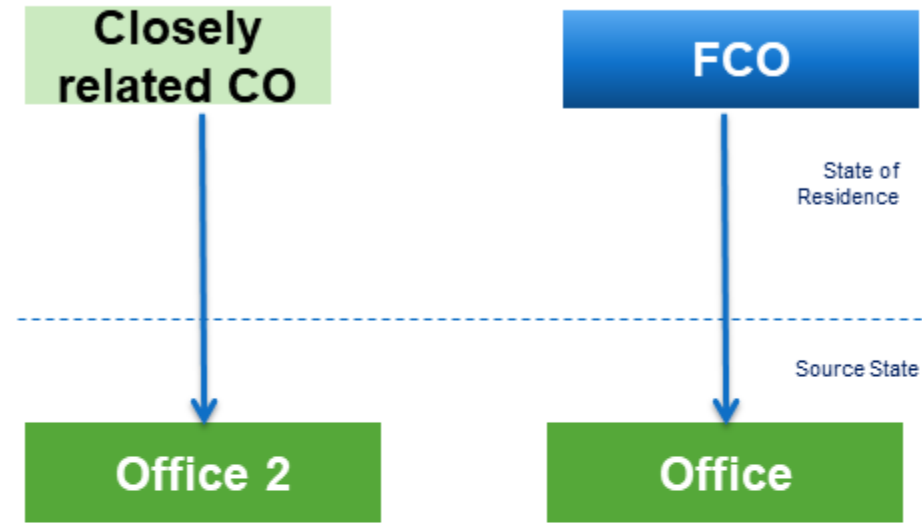 Closely
related CO
FCO
State of
Residence
Source State
Office 2
Office